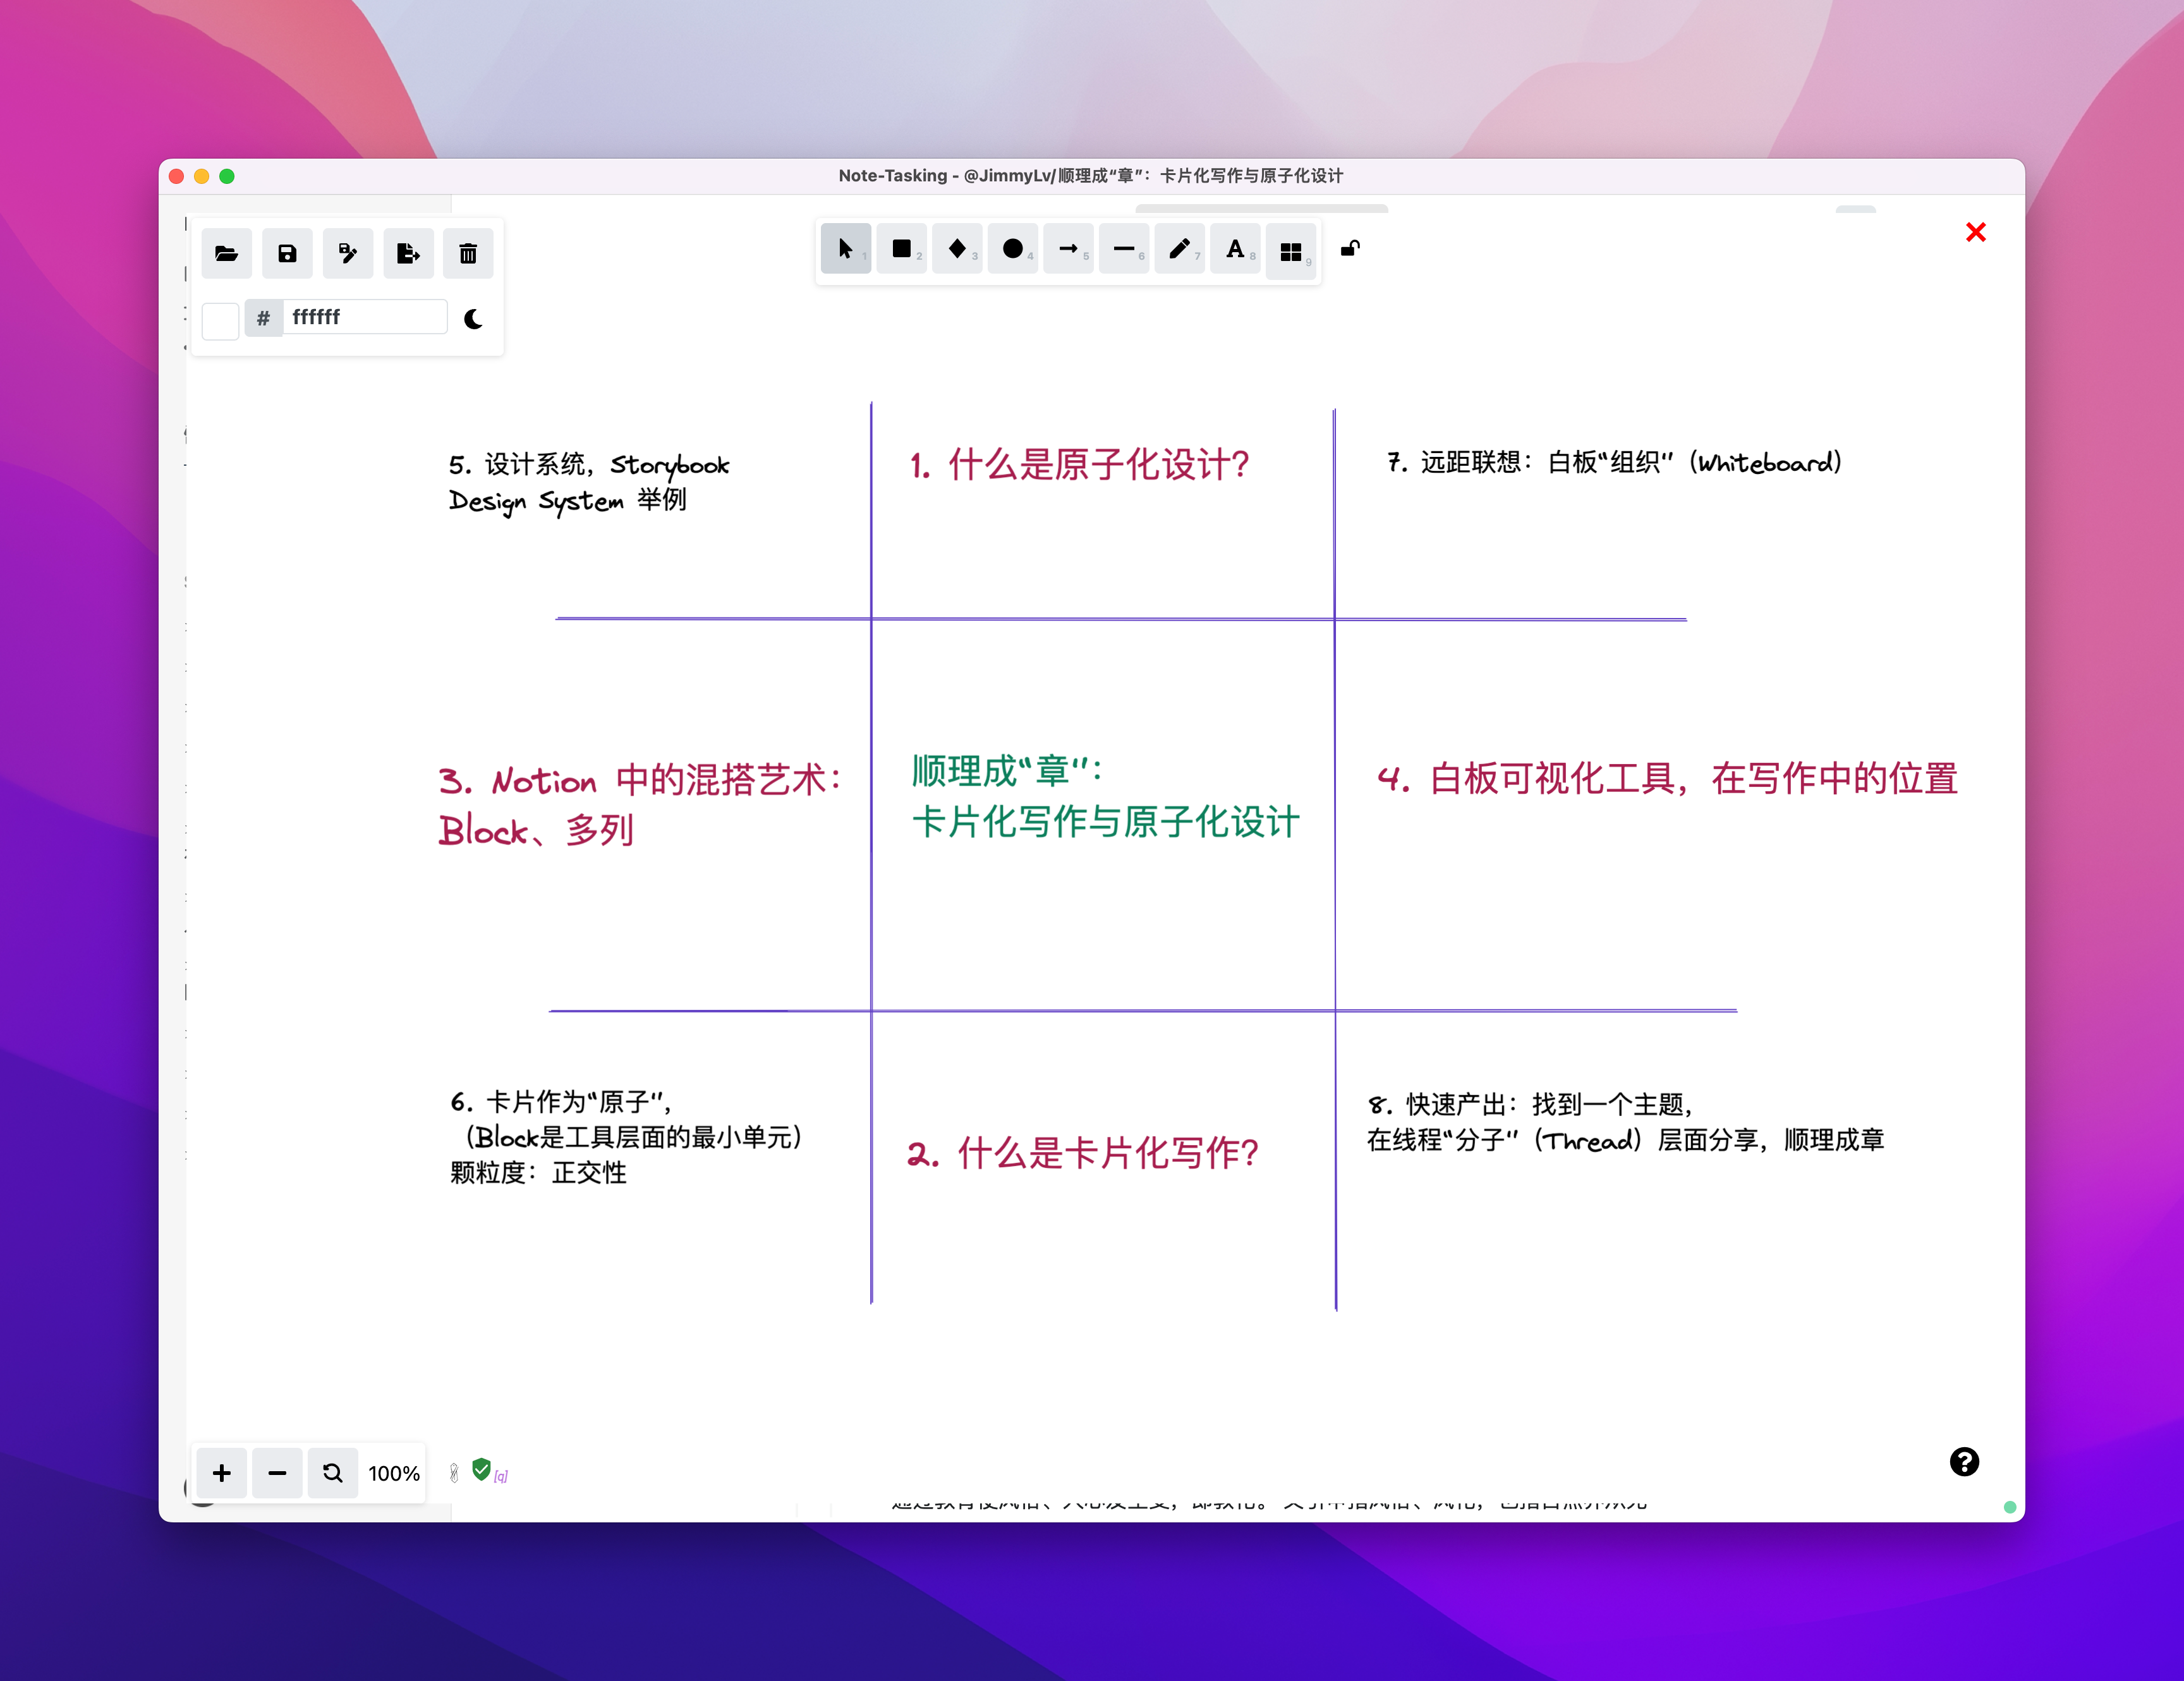 Note-Tasking - @JimmyLv/顺理成“章”：卡片化写作与原子化设计
1
2
3
4
5
6
7
A 8
9
# ffffff
5. 设计系统，Storybook
Design System 举例
1. 什么是原子化设计？
7. 远距联想：白板“组织”（Whiteboard）
3. Notion 中的混搭艺术：
Block、多列
顺理成“章”：
卡片化写作与原子化设计
4. 白板可视化工具，在写作中的位置
6. 卡片作为“原子”，
（Block是工具层面的最小单元）
颗粒度：正交性
2. 什么是卡片化写作？
8. 快速产出：找到一个主题，
在线程“分子”（Thread）层面分享，顺理成章
100%
[q]